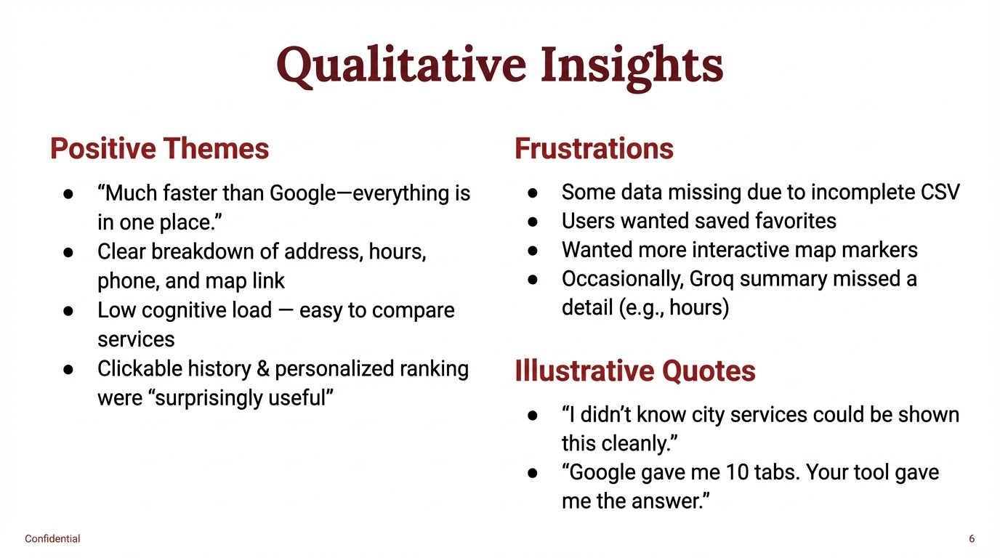 Qualitative Insights
Positive Themes
● “Much faster than Google—everything is
in one place.”
● Clear breakdown of address, hours,
phone, and map link
● Low cognitive load — easy to compare
services
● Clickable history & personalized ranking
were “surprisingly useful”
Frustrations
● Some data missing due to incomplete CSV
● Users wanted saved favorites
● Wanted more interactive map markers
● Occasionally, Groq summary missed a
detail (e.g., hours)
Illustrative Quotes
● “I didn’t know city services could be shown
this cleanly.”
● “Google gave me 10 tabs. Your tool gave
me the answer.”
Confidential
6